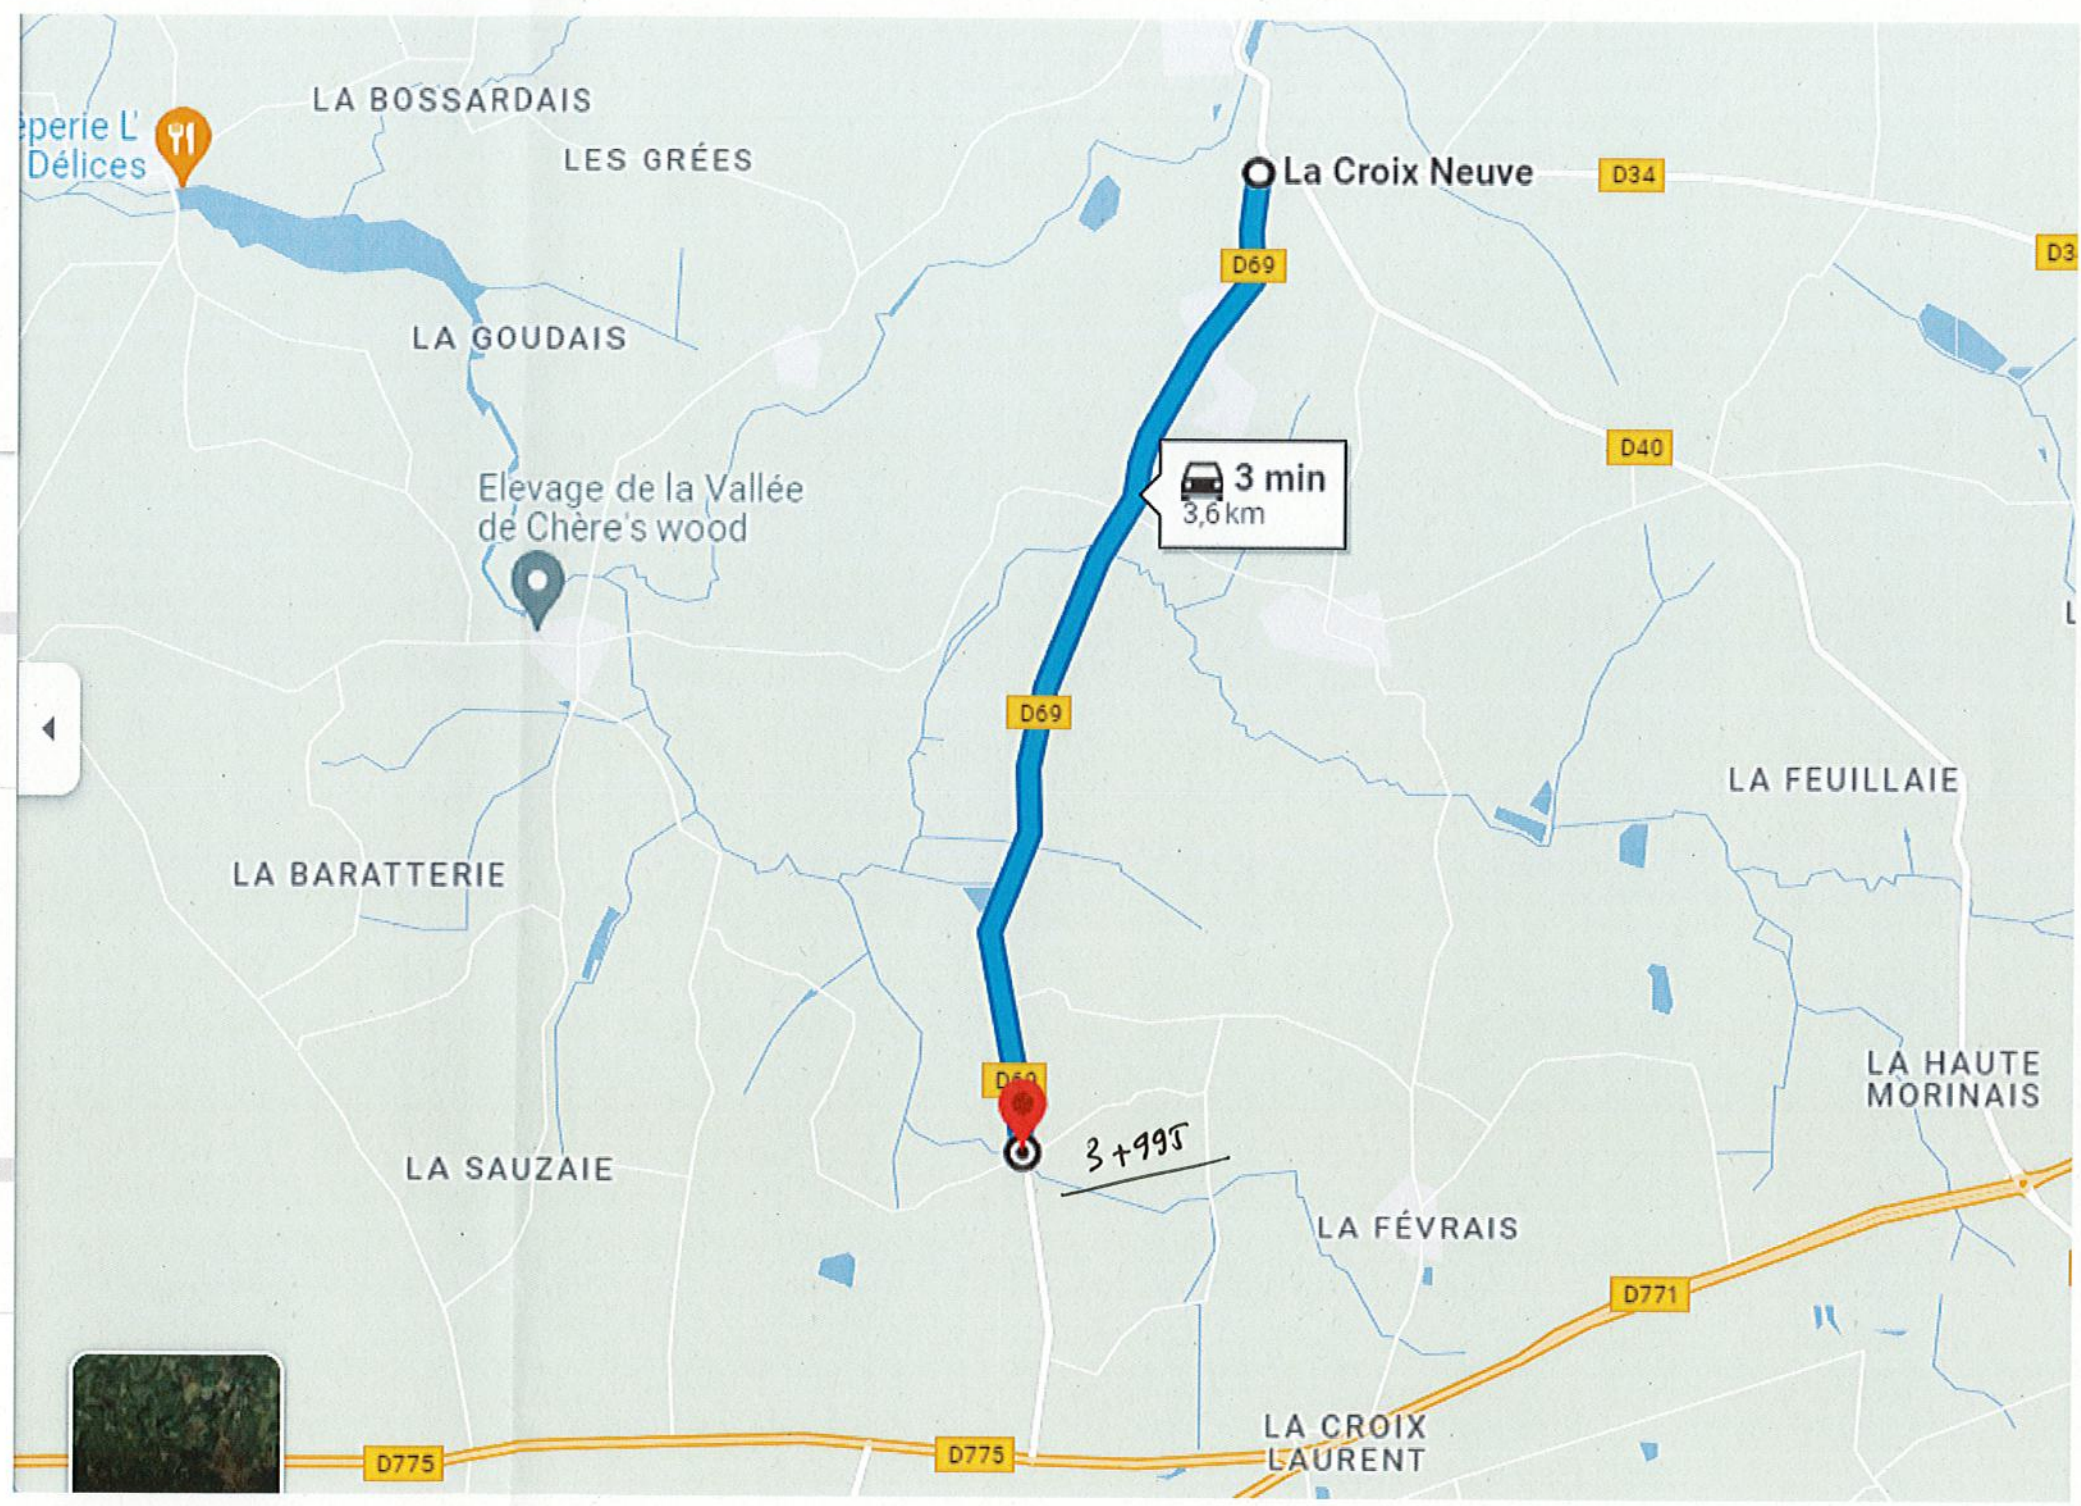 LA BOSSARDAIS
êperie L'
Délices
LES GRÉES
La Croix Neuve
D34
D3
D69
LA GOUDAIS
D40
3 min
3,6 km
Elevage de la Vallée
de Chère's wood
L
D69
LA FEUILLAIE
LA BARATTERIE
LA HAUTE
MORINAIS
D69
3+995
LA SAUZAIE
LA FÉVRAIS
D771
LA CROIX
LAURENT
D775
D775